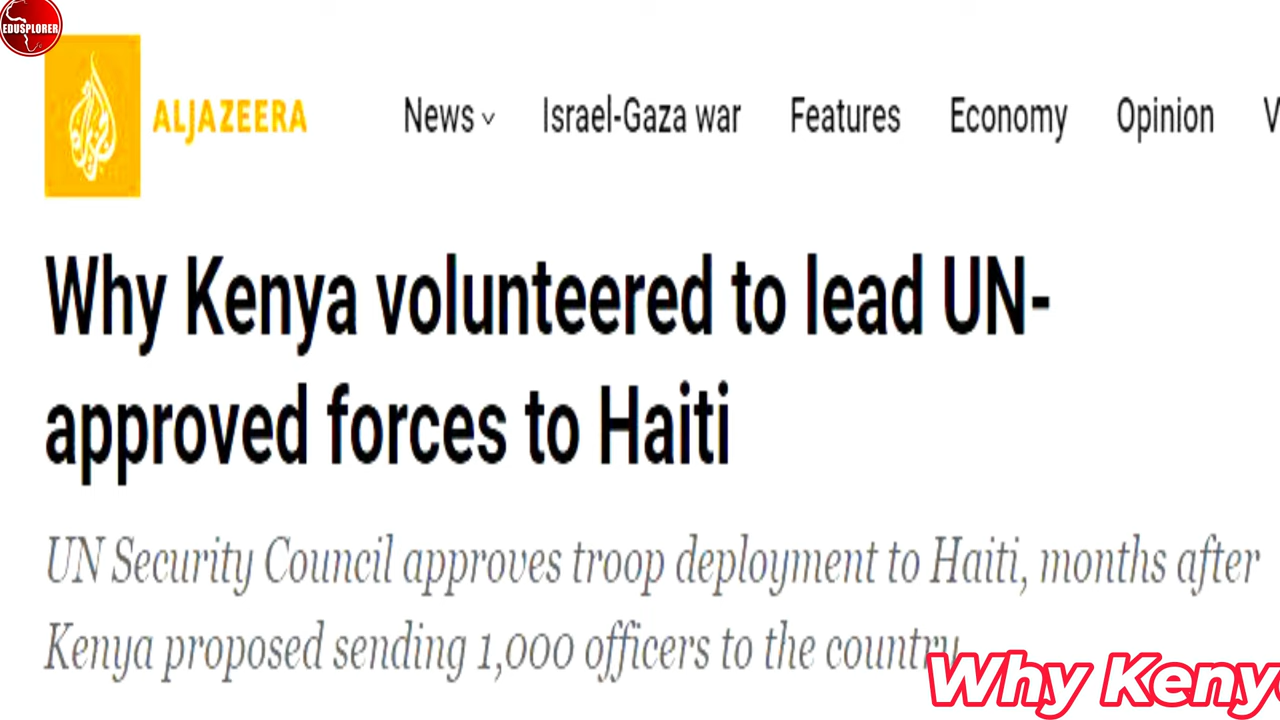 EDUSPLORER
ALJAZEERA
News Israel-Gaza war Features Economy Opinion V
Why Kenya volunteered to lead UN-
approved forces to Haiti
UN Security Council approves troop deployment to Haiti, months after
Kenya proposed sending 1,000 officers to the country
Why Keny